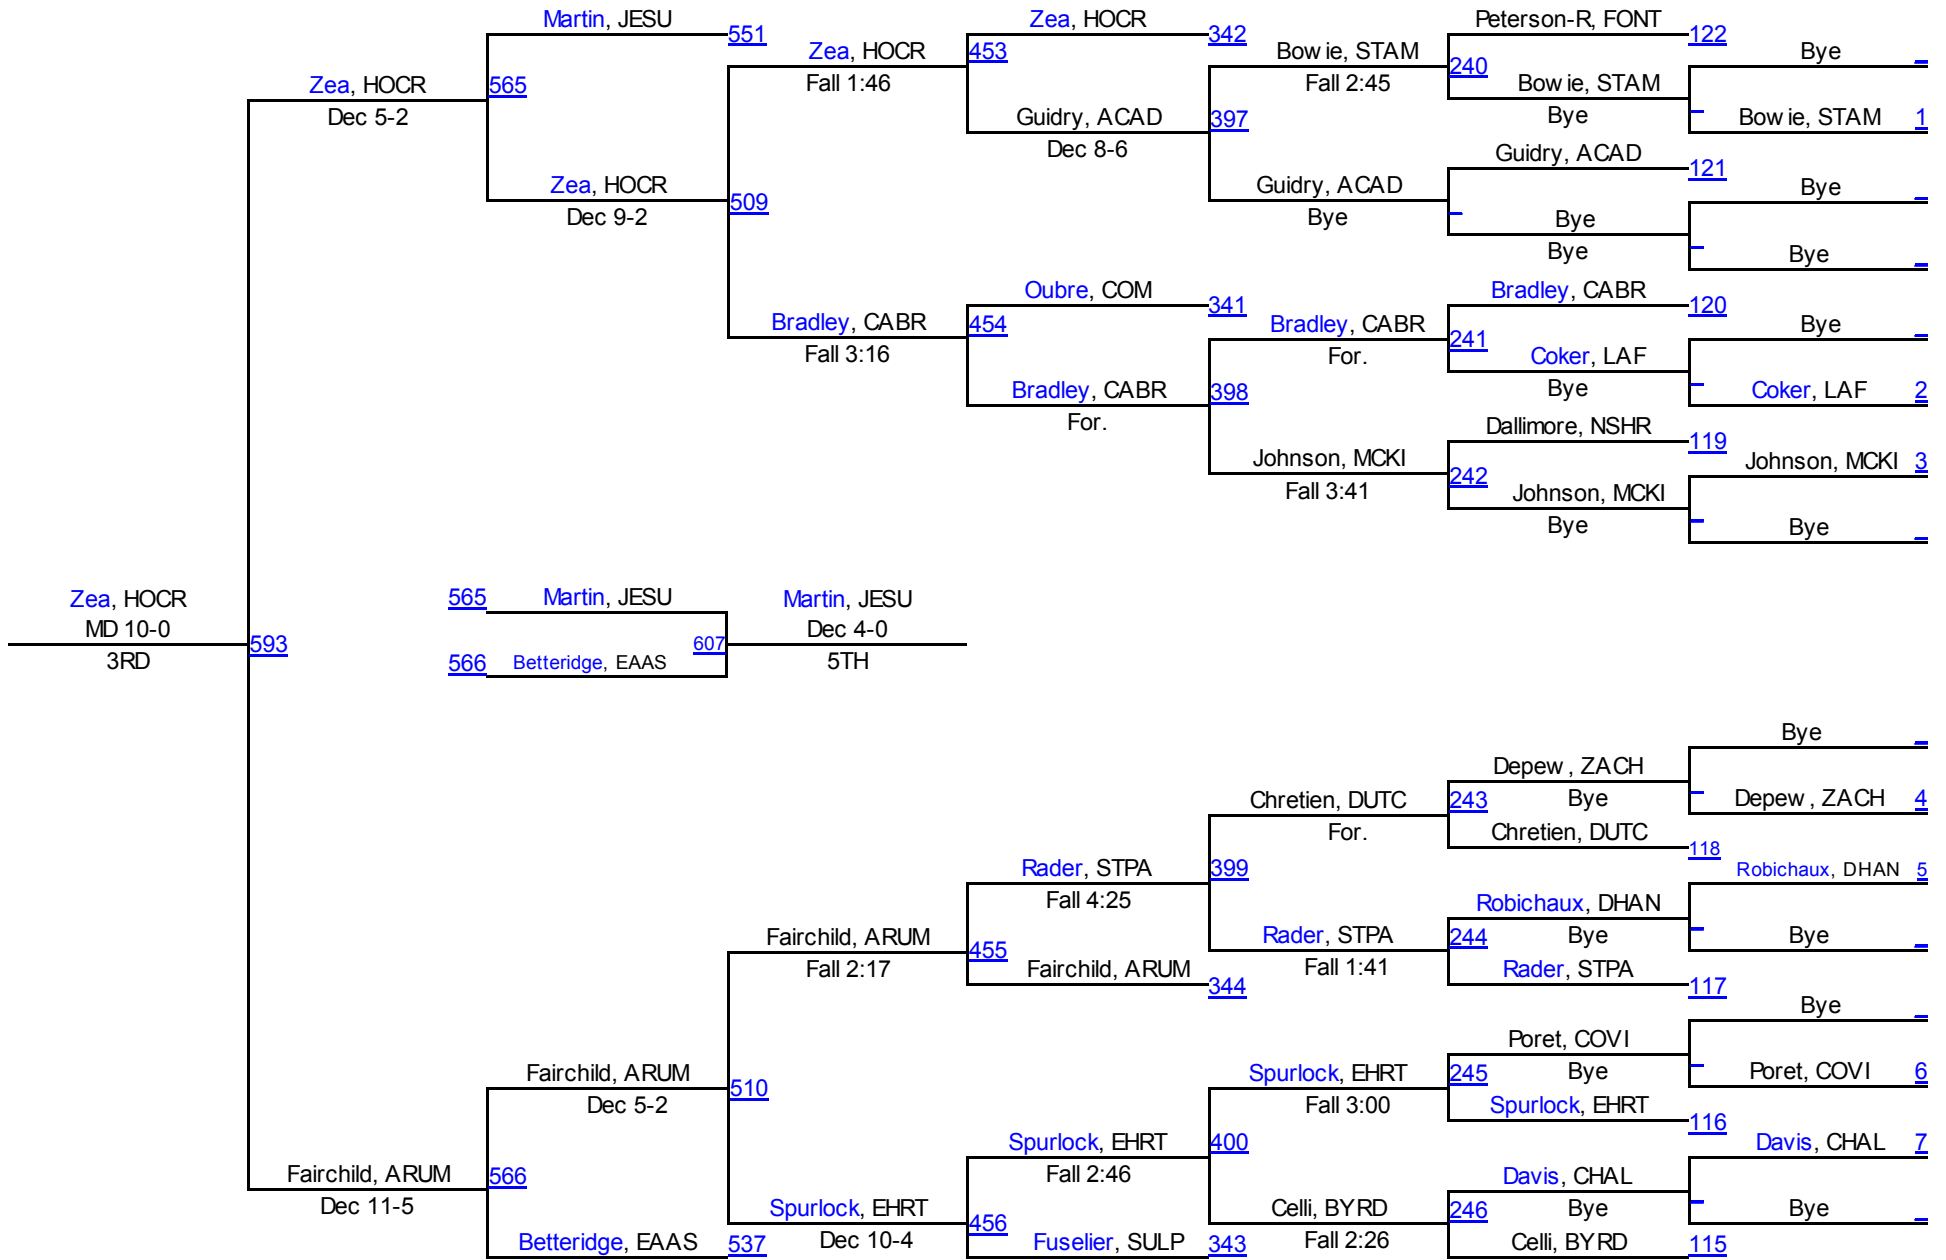 Martin, JESU
551
Zea, HOCR
Dec 5-2
565
Zea, HOCR
Dec 9-2
509
Zea, HOCR
Fall 1:46
453
Zea, HOCR
342
Guidry, ACAD
Dec 8-6
397
Bowie, STAM
Fall 2:45
240
Peterson-R, FONT
122
Bowie, STAM
Bye
Bye
Bowie, STAM 1
Guidry, ACAD
Bye
Guidry, ACAD
121
Bye
Bye
Bye
Bye
Bradley, CABR
Fall 3:16
454
Oubre, COM
341
Bradley, CABR
For.
398
Bradley, CABR
For.
241
Bradley, CABR
120
Coker, LAF
Bye
Bye
Coker, LAF 2
Johnson, MCKI
Fall 3:41
242
Dallimore, NSHR
119
Johnson, MCKI
Bye
Johnson, MCKI 3
Bye
Zea, HOCR
MD 10-0
3RD
593
565 Martin, JESU
566 Betteridge, EAAS
607
Martin, JESU
Dec 4-0
5TH
Fairchild, ARUM
Dec 11-5
566
Fairchild, ARUM
Dec 5-2
510
Fairchild, ARUM
Fall 2:17
455
Rader, STPA
Fall 4:25
399
Chretien, DUTC
For.
243
Depew, ZACH
Bye
Bye
Depew, ZACH 4
Chretien, DUTC
118
Rader, STPA
Fall 1:41
244
Robichaux, DHAN
Bye
Robichaux, DHAN 5
Bye
Rader, STPA
117
Fairchild, ARUM
344
Spurlock, EHRT
Dec 10-4
456
Spurlock, EHRT
Fall 2:46
400
Spurlock, EHRT
Fall 3:00
245
Poret, COVI
Bye
Bye
Poret, COVI 6
Spurlock, EHRT
116
Celli, BYRD
Fall 2:26
246
Davis, CHAL
Bye
Davis, CHAL 7
Bye
Celli, BYRD
115
Fuselier, SULP
343
Betteridge, EAAS
537